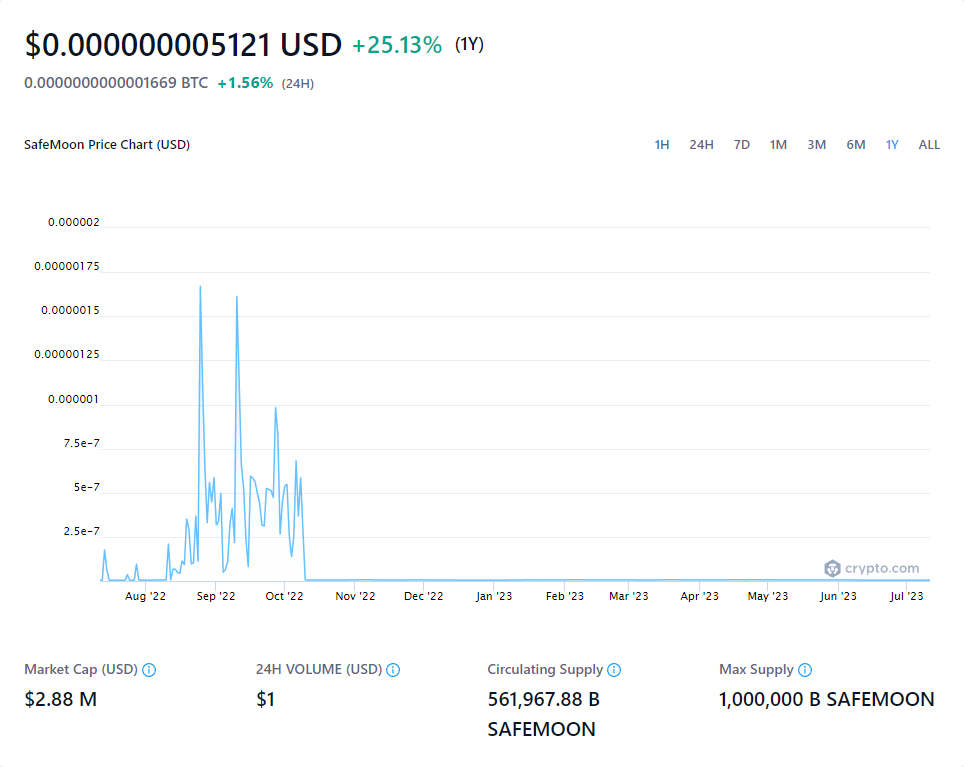 $0.000000005121 USD +25.13% (1Y)
0.0000000000001669 BTC +1.56% (24H)
SafeMoon Price Chart (USD) 1H 24H 7D 1M 3M 6M 1Y ALL
0.000002
0.00000175
0.0000015
0.00000125
0.000001
7.5e-7
5e-7
2.5e-7
crypto.com
Aug '22 Sep '22 Oct '22 Nov '22 Dec '22 Jan '23 Feb '23 Mar '23 Apr '23 May '23 Jun '23 Jul '23
Market Cap (USD) 24H VOLUME (USD) Circulating Supply Max Supply
$2.88 M $1 561,967.88 B 1,000,000 B SAFEMOON
SAFEMOON